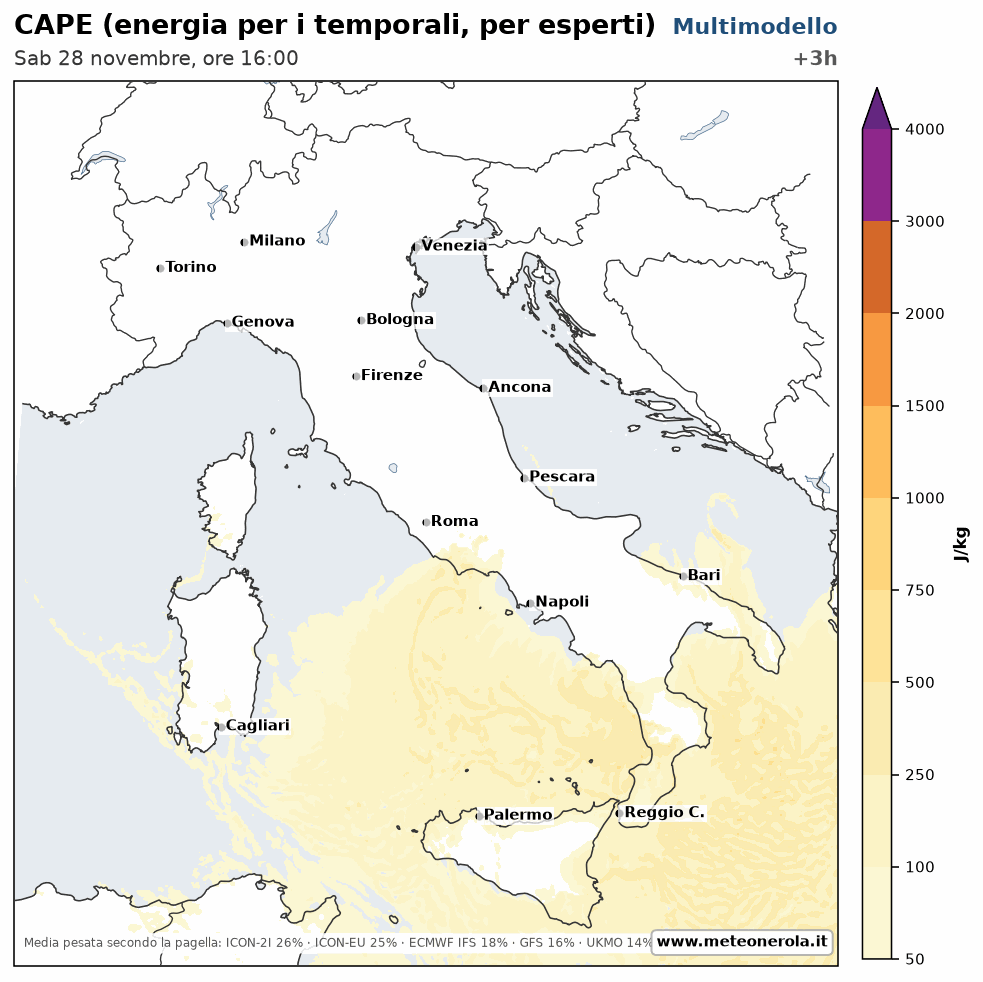 CAPE (energia per i temporali, per esperti)
Multimodello
Sab 28 novembre, ore 16:00
+3h
4000
3000
2000
1500
1000
750
500
250
100
50
J/kg
Milano
Venezia
Torino
Genova
Bologna
Firenze
Ancona
Pescara
Roma
Bari
Napoli
Cagliari
Palermo
Reggio C.
Media pesata secondo la pagella: ICON-2I 26% · ICON-EU 25% · ECMWF IFS 18% · GFS 16% · UKMO 14%
www.meteonerola.it